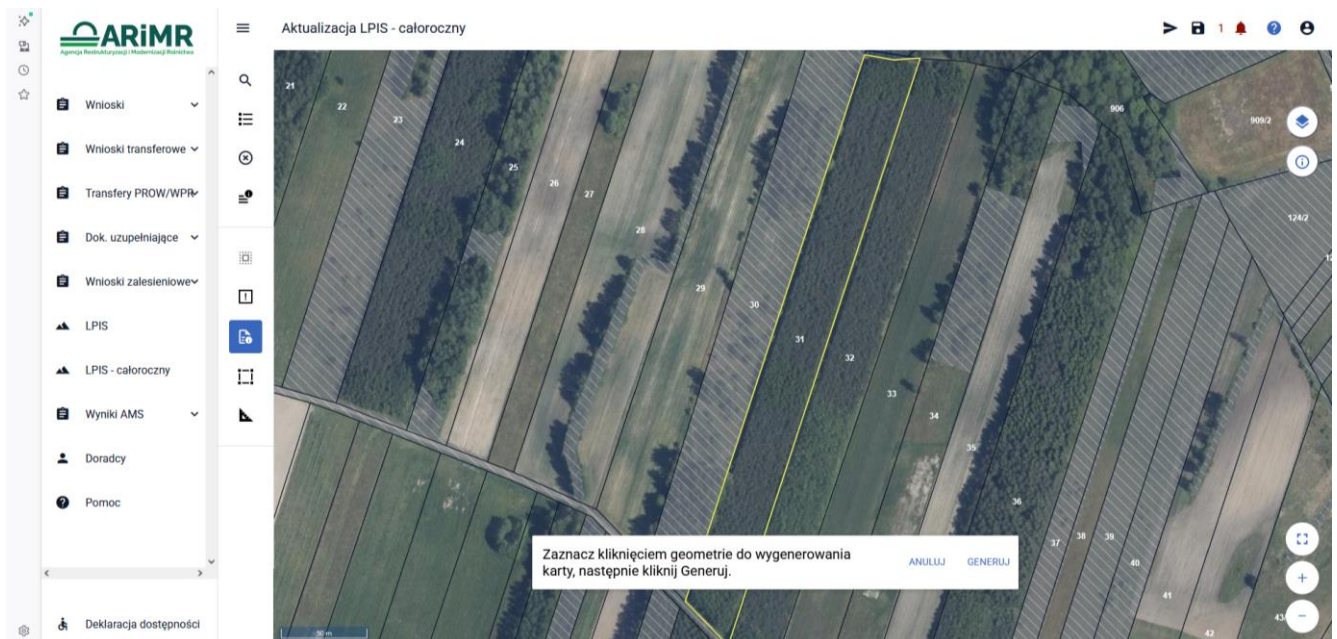 ARiMR
Agencja Restrukturyzacji i Modernizacji Rolnictwa
Aktualizacja LPIS - całoroczny
1
Wnioski
Wnioski transferowe
Transfery PROW/WPR
Dok. uzupełniające
Wnioski zalesieniowe
LPIS
LPIS - całoroczny
Wyniki AMS
Doradcy
Pomoc
Deklaracja dostępności
21
22
23
24
25
26
27
28
29
30
31
32
33
34
35
36
37
38
39
40
41
42
906
909/2
124/2
Zaznacz kliknięciem geometrie do wygenerowania
karty, następnie kliknij Generuj.
ANULUJ
GENERUJ
30 m